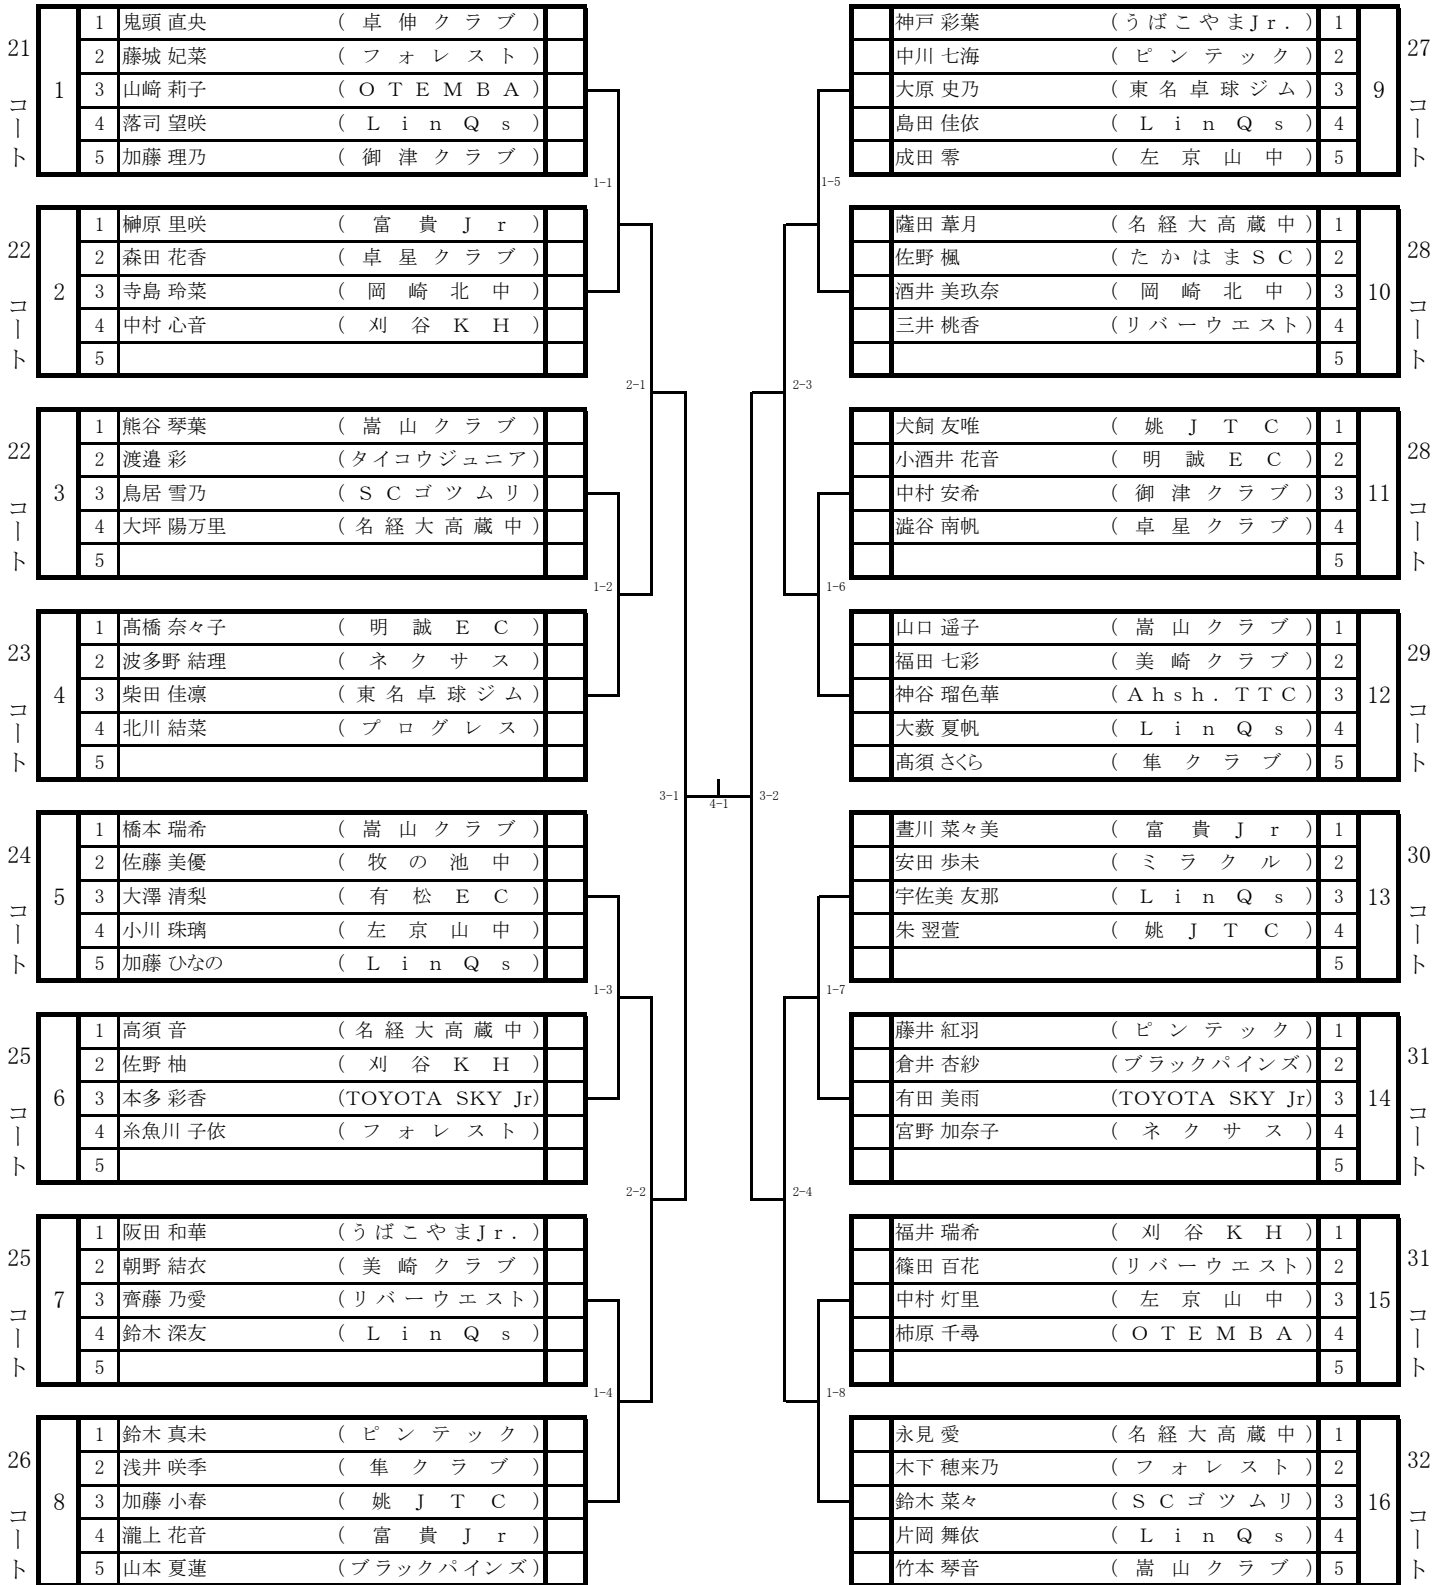 21コート
1
1 鬼頭 直央 (卓伸クラブ)
2 藤城 妃菜 (フォレスト)
3 山﨑 莉子 (OTEMBA)
4 落司 望咲 (LinQs)
5 加藤 理乃 (御津クラブ)
1-1
22コート
2
1 榊原 里咲 (富貴Jr)
2 森田 花香 (卓星クラブ)
3 寺島 玲菜 (岡崎北中)
4 中村 心音 (刈谷KH)
5
2-1
22コート
3
1 熊谷 琴葉 (嵩山クラブ)
2 渡邉 彩 (タイコウジュニア)
3 鳥居 雪乃 (SCゴツムリ)
4 大坪 陽万里 (名経大高蔵中)
5
1-2
23コート
4
1 髙橋 奈々子 (明誠EC)
2 波多野 結理 (ネクサス)
3 柴田 佳凛 (東名卓球ジム)
4 北川 結菜 (プログレス)
5
3-1
4-1
3-2
24コート
5
1 橋本 瑞希 (嵩山クラブ)
2 佐藤 美優 (牧の池中)
3 大澤 清梨 (有松EC)
4 小川 珠璃 (左京山中)
5 加藤 ひなの (LinQs)
1-3
25コート
6
1 高須 音 (名経大高蔵中)
2 佐野 柚 (刈谷KH)
3 本多 彩香 (TOYOTA SKY Jr)
4 糸魚川 子依 (フォレスト)
5
2-2
25コート
7
1 阪田 和華 (うばこやまJr.)
2 朝野 結衣 (美崎クラブ)
3 齊藤 乃愛 (リバーウエスト)
4 鈴木 深友 (LinQs)
5
1-4
26コート
8
1 鈴木 真未 (ピンテック)
2 浅井 咲季 (隼クラブ)
3 加藤 小春 (姚JTC)
4 瀧上 花音 (富貴Jr)
5 山本 夏蓮 (ブラックパインズ)
27コート
9
神戸 彩葉 (うばこやまJr.) 1
中川 七海 (ピンテック) 2
大原 史乃 (東名卓球ジム) 3
島田 佳依 (LinQs) 4
成田 零 (左京山中) 5
1-5
28コート
10
薩田 葦月 (名経大高蔵中) 1
佐野 楓 (たかはまSC) 2
酒井 美玖奈 (岡崎北中) 3
三井 桃香 (リバーウエスト) 4
5
2-3
28コート
11
犬飼 友唯 (姚JTC) 1
小酒井 花音 (明誠EC) 2
中村 安希 (御津クラブ) 3
澁谷 南帆 (卓星クラブ) 4
5
1-6
29コート
12
山口 遥子 (嵩山クラブ) 1
福田 七彩 (美崎クラブ) 2
神谷 瑠色華 (Ahsh.TTC) 3
大薮 夏帆 (LinQs) 4
髙須 さくら (隼クラブ) 5
30コート
13
晝川 菜々美 (富貴Jr) 1
安田 歩未 (ミラクル) 2
宇佐美 友那 (LinQs) 3
朱 翌萱 (姚JTC) 4
5
1-7
31コート
14
藤井 紅羽 (ピンテック) 1
倉井 杏紗 (ブラックパインズ) 2
有田 美雨 (TOYOTA SKY Jr) 3
宮野 加奈子 (ネクサス) 4
5
2-4
31コート
15
福井 瑞希 (刈谷KH) 1
篠田 百花 (リバーウエスト) 2
中村 灯里 (左京山中) 3
柿原 千尋 (OTEMBA) 4
5
1-8
32コート
16
永見 愛 (名経大高蔵中) 1
木下 穂来乃 (フォレスト) 2
鈴木 菜々 (SCゴツムリ) 3
片岡 舞依 (LinQs) 4
竹本 琴音 (嵩山クラブ) 5